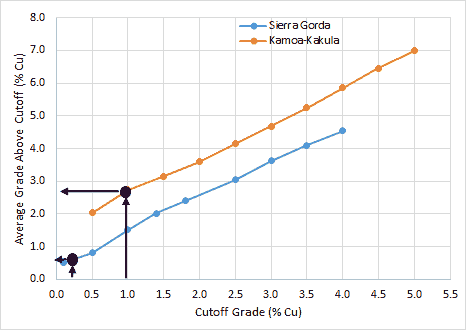 8.0
7.0
6.0
5.0
4.0
3.0
2.0
1.0
0.0
Average Grade Above Cutoff (% Cu)
Sierra Gorda
Kamoa-Kakula
0.0 0.5 1.0 1.5 2.0 2.5 3.0 3.5 4.0 4.5 5.0 5.5
Cutoff Grade (% Cu)